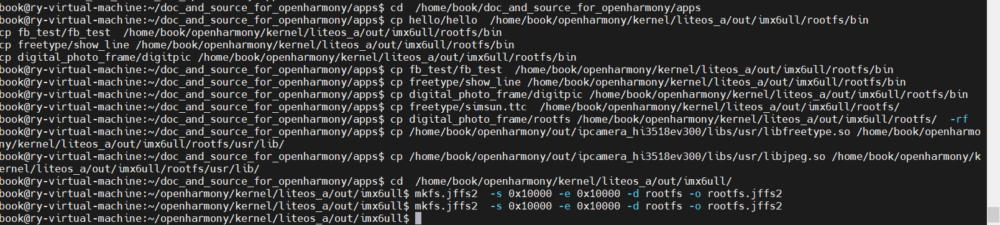 book@ry-virtual-machine:~/doc_and_source_for_openharmony/apps$ cd  /home/book/doc_and_source_for_openharmony/apps
book@ry-virtual-machine:~/doc_and_source_for_openharmony/apps$ cp hello/hello  /home/book/openharmony/kernel/liteos_a/out/imx6ull/rootfs/bin
cp fb_test/fb_test  /home/book/openharmony/kernel/liteos_a/out/imx6ull/rootfs/bin
cp freetype/show_line /home/book/openharmony/kernel/liteos_a/out/imx6ull/rootfs/bin
cp digital_photo_frame/digitpic /home/book/openharmony/kernel/liteos_a/out/imx6ull/rootfs/bin
book@ry-virtual-machine:~/doc_and_source_for_openharmony/apps$ cp fb_test/fb_test  /home/book/openharmony/kernel/liteos_a/out/imx6ull/rootfs/bin
book@ry-virtual-machine:~/doc_and_source_for_openharmony/apps$ cp freetype/show_line /home/book/openharmony/kernel/liteos_a/out/imx6ull/rootfs/bin
book@ry-virtual-machine:~/doc_and_source_for_openharmony/apps$ cp digital_photo_frame/digitpic /home/book/openharmony/kernel/liteos_a/out/imx6ull/rootfs/bin
book@ry-virtual-machine:~/doc_and_source_for_openharmony/apps$ cp freetype/simsun.ttc  /home/book/openharmony/kernel/liteos_a/out/imx6ull/rootfs/
book@ry-virtual-machine:~/doc_and_source_for_openharmony/apps$ cp digital_photo_frame/rootfs /home/book/openharmony/kernel/liteos_a/out/imx6ull/rootfs/  -rf
book@ry-virtual-machine:~/doc_and_source_for_openharmony/apps$ cp /home/book/openharmony/out/ipcamera_hi3518ev300/libs/usr/libfreetype.so /home/book/openharmo
ny/kernel/liteos_a/out/imx6ull/rootfs/usr/lib/
book@ry-virtual-machine:~/doc_and_source_for_openharmony/apps$ cp /home/book/openharmony/out/ipcamera_hi3518ev300/libs/usr/libjpeg.so /home/book/openharmony/k
ernel/liteos_a/out/imx6ull/rootfs/usr/lib/
book@ry-virtual-machine:~/doc_and_source_for_openharmony/apps$ cd  /home/book/openharmony/kernel/liteos_a/out/imx6ull/
book@ry-virtual-machine:~/openharmony/kernel/liteos_a/out/imx6ull$ mkfs.jffs2  -s 0x10000 -e 0x10000 -d rootfs -o rootfs.jffs2
book@ry-virtual-machine:~/openharmony/kernel/liteos_a/out/imx6ull$ mkfs.jffs2  -s 0x10000 -e 0x10000 -d rootfs -o rootfs.jffs2
book@ry-virtual-machine:~/openharmony/kernel/liteos_a/out/imx6ull$